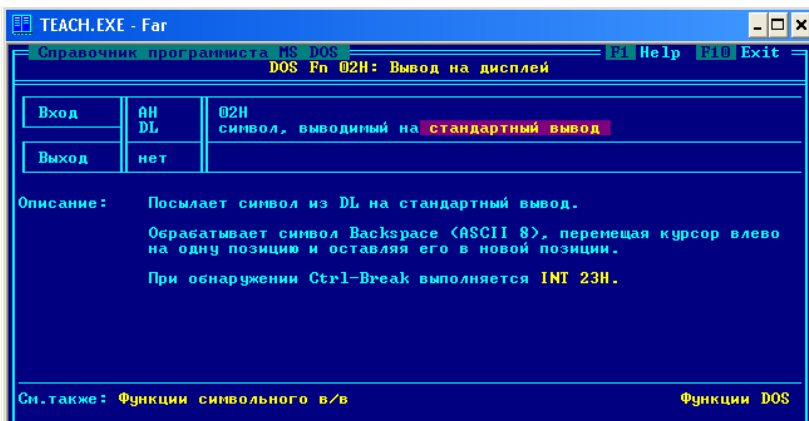 TEACH.EXE - Far
Справочник программиста MS DOS F1 Help F10 Exit
DOS Fn 02H: Вывод на дисплей
Вход AH 02H
DL символ, выводимый на стандартный вывод
Выход нет
Описание: Посылает символ из DL на стандартный вывод.
Обрабатывает символ Backspace (ASCII 8), перемещая курсор влево
на одну позицию и оставляя его в новой позиции.
При обнаружении Ctrl-Break выполняется INT 23H.
См.также: Функции символьного в/в Функции DOS